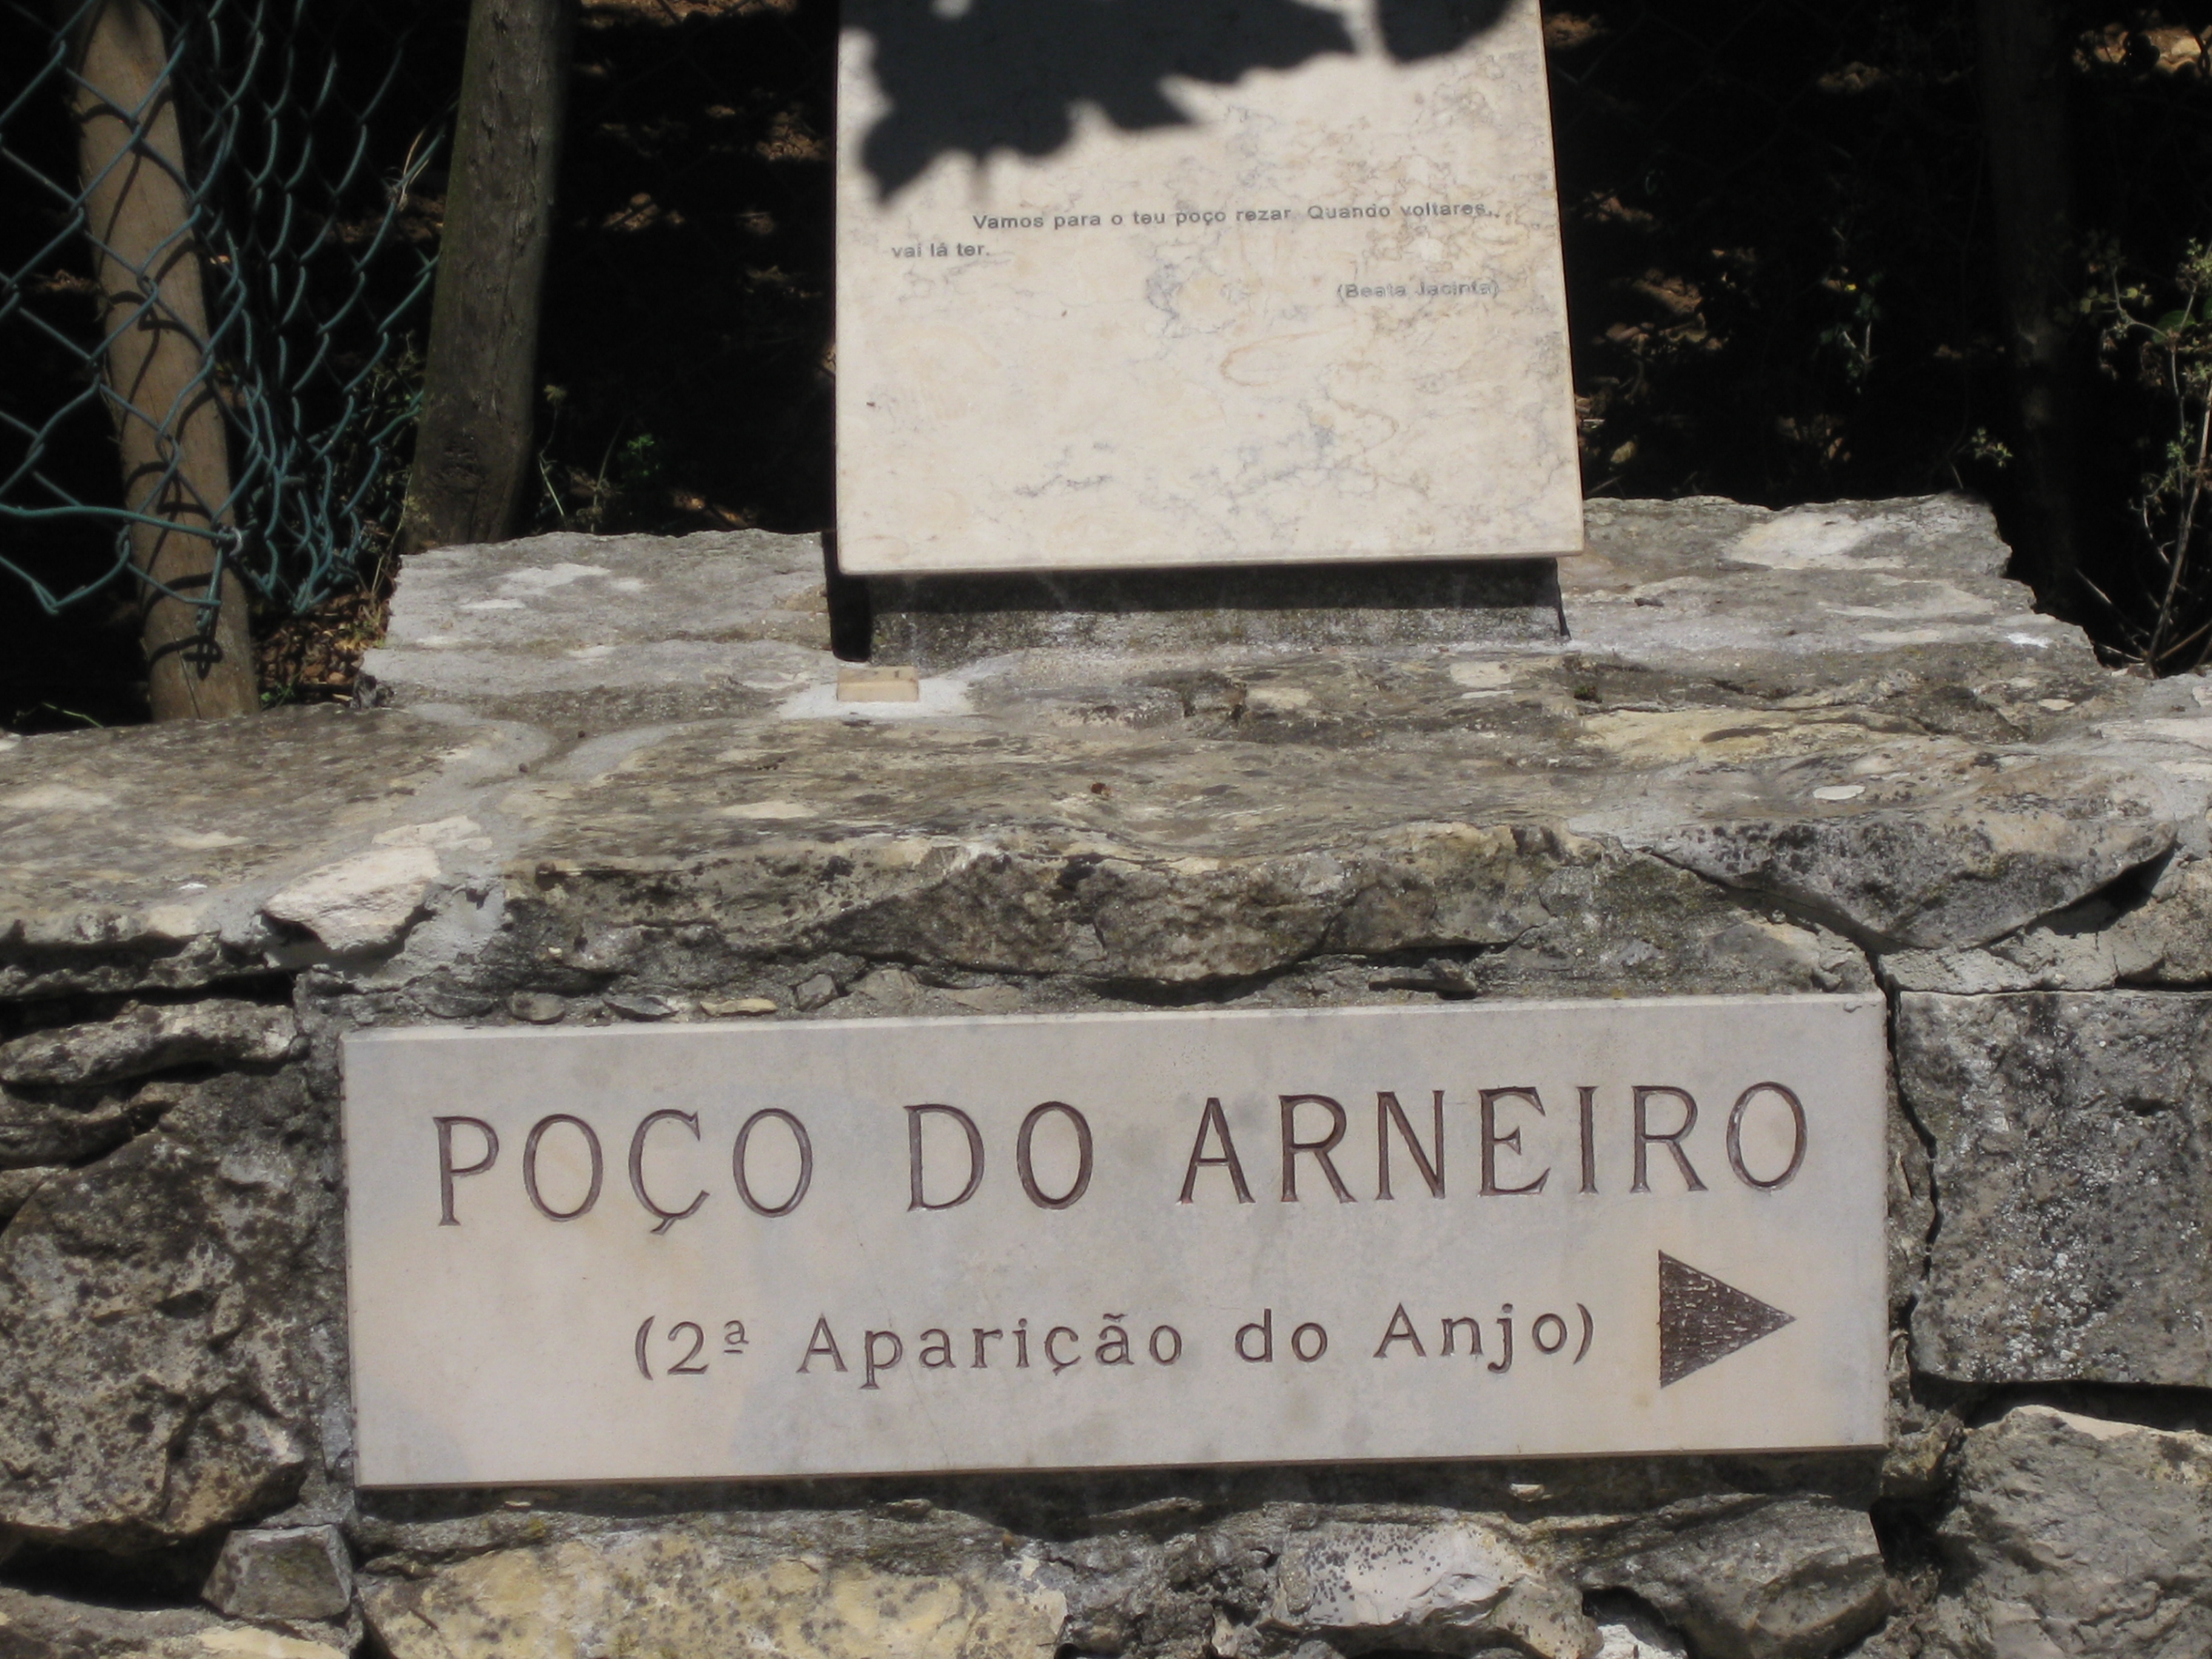 Vamos para o teu poço rezar. Quando voltares,
vai lá ter.
(Beata Jacinta)
POÇO DO ARNEIRO
(2ª Aparição do Anjo)